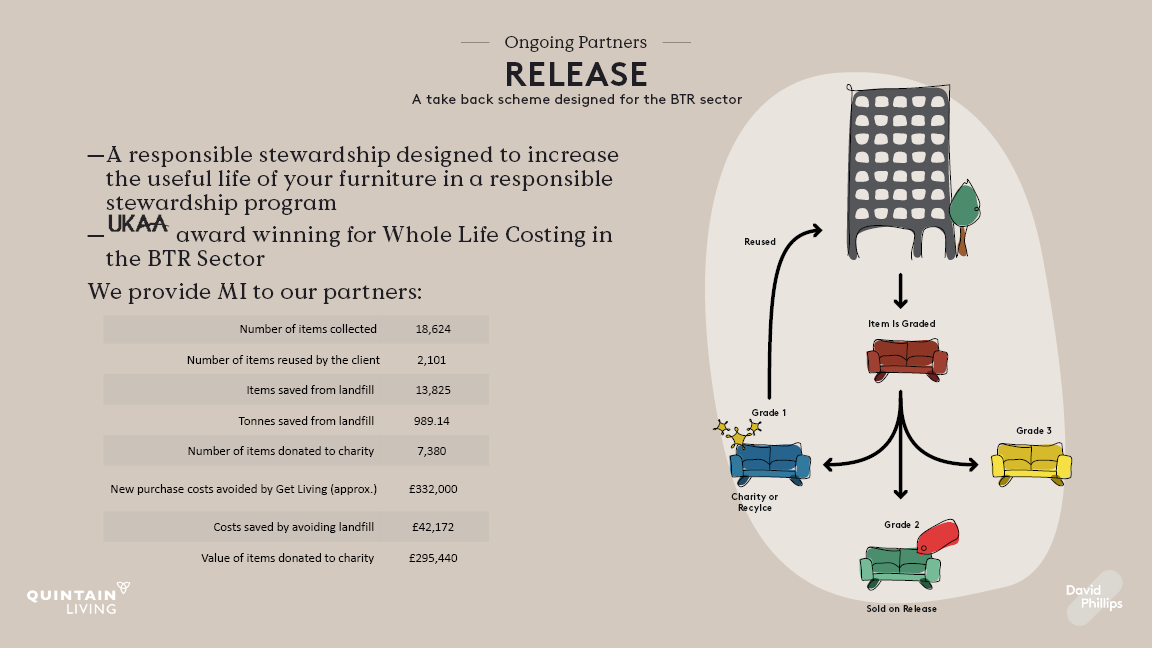 Ongoing Partners
RELEASE
A take back scheme designed for the BTR sector
—A responsible stewardship designed to increase
the useful life of your furniture in a responsible
stewardship program
— UKAA award winning for Whole Life Costing in
the BTR Sector
We provide MI to our partners:
Number of items collected 18,624
Number of items reused by the client 2,101
Items saved from landfill 13,825
Tonnes saved from landfill 989.14
Number of items donated to charity 7,380
New purchase costs avoided by Get Living (approx.) £332,000
Costs saved by avoiding landfill £42,172
Value of items donated to charity £295,440
Reused
Item Is Graded
Grade 1
Charity or
Recylce
Grade 2
Sold on Release
Grade 3
QUINTAIN
LIVING
David
Phillips